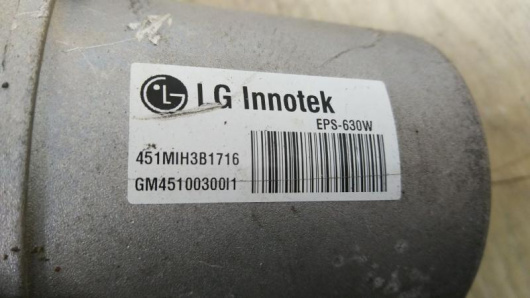 LG Innotek
EPS-630W
451MIH3B1716
GM45100300I1